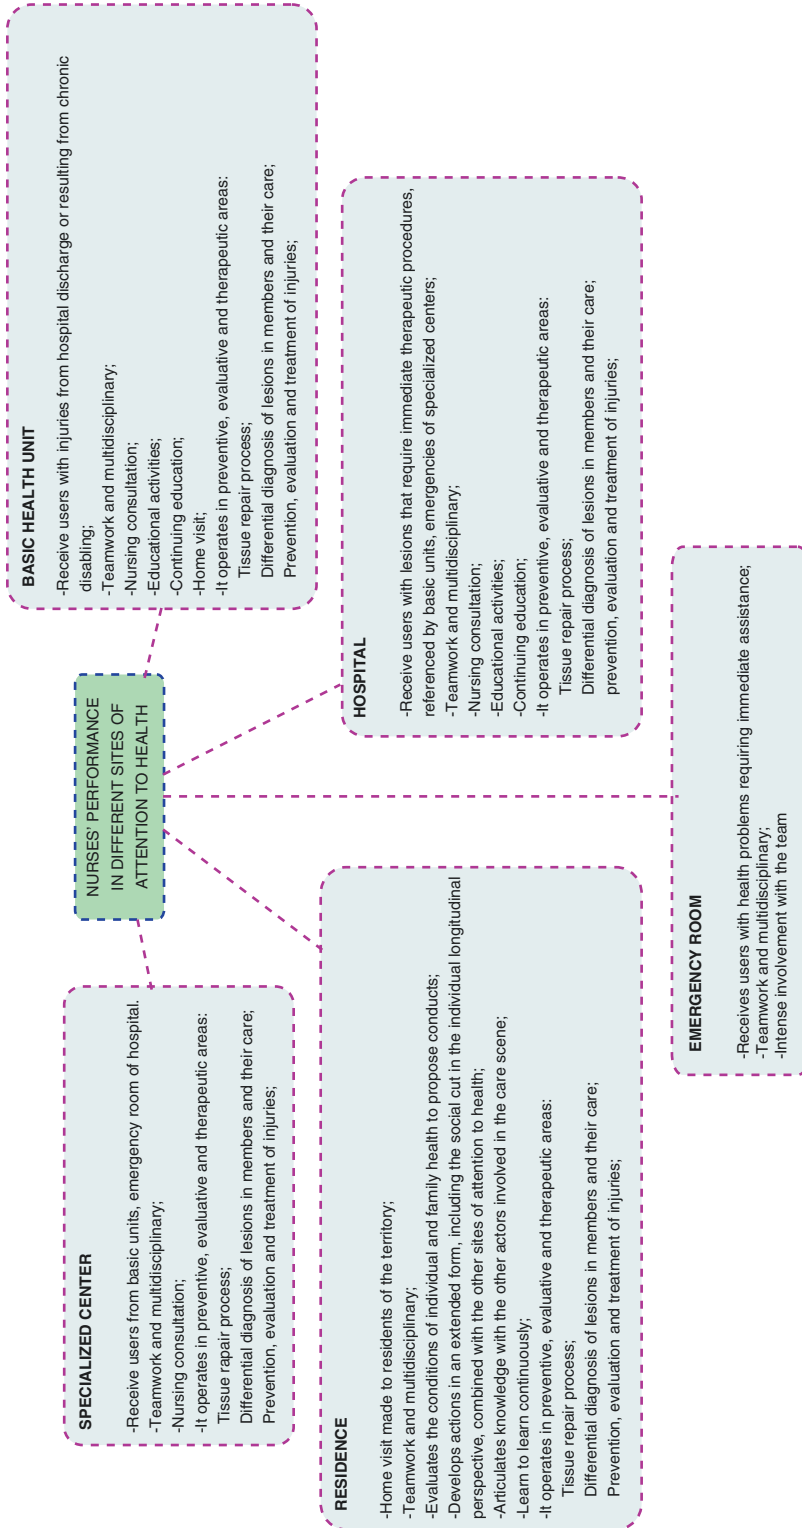 NURSES' PERFORMANCE
IN DIFFERENT SITES OF
ATTENTION TO HEALTH
SPECIALIZED CENTER
-Receive users from basic units, emergency room of hospital.
-Teamwork and multidisciplinary;
-Nursing consultation;
-It operates in preventive, evaluative and therapeutic areas:
Tissue rapair process;
Differential diagnosis of lesions in members and their care;
Prevention, evaluation and treatment of injuries;
BASIC HEALTH UNIT
-Receive users with injuries from hospital discharge or resulting from chronic
disabling;
-Teamwork and multidisciplinary;
-Nursing consultation;
-Educational activities;
-Continuing education;
-Home visit;
-It operates in preventive, evaluative and therapeutic areas:
Tissue repair process;
Differential diagnosis of lesions in members and their care;
Prevention, evaluation and treatment of injuries;
RESIDENCE
-Home visit made to residents of the territory;
-Teamwork and multidisciplinary;
-Evaluates the conditions of individual and family health to propose conducts;
-Develops actions in an extended form, including the social cut in the individual longitudinal
perspective, combined with the other sites of attention to health;
-Articulates knowledge with the other actors involved in the care scene;
-Learn to learn continuously;
-It operates in preventive, evaluative and therapeutic areas:
Tissue repair process;
Differential diagnosis of lesions in members and their care;
Prevention, evaluation and treatment of injuries;
HOSPITAL
-Receive users with lesions that require immediate therapeutic procedures,
referenced by basic units, emergencies of specialized centers;
-Teamwork and multidisciplinary;
-Nursing consultation;
-Educational activities;
-Continuing education;
-It operates in preventive, evaluative and therapeutic areas:
Tissue repair process;
Differential diagnosis of lesions in members and their care;
prevention, evaluation and treatment of injuries;
EMERGENCY ROOM
-Receives users with health problems requiring immediate assistance;
-Teamwork and multidisciplinary;
-Intense involvement with the team